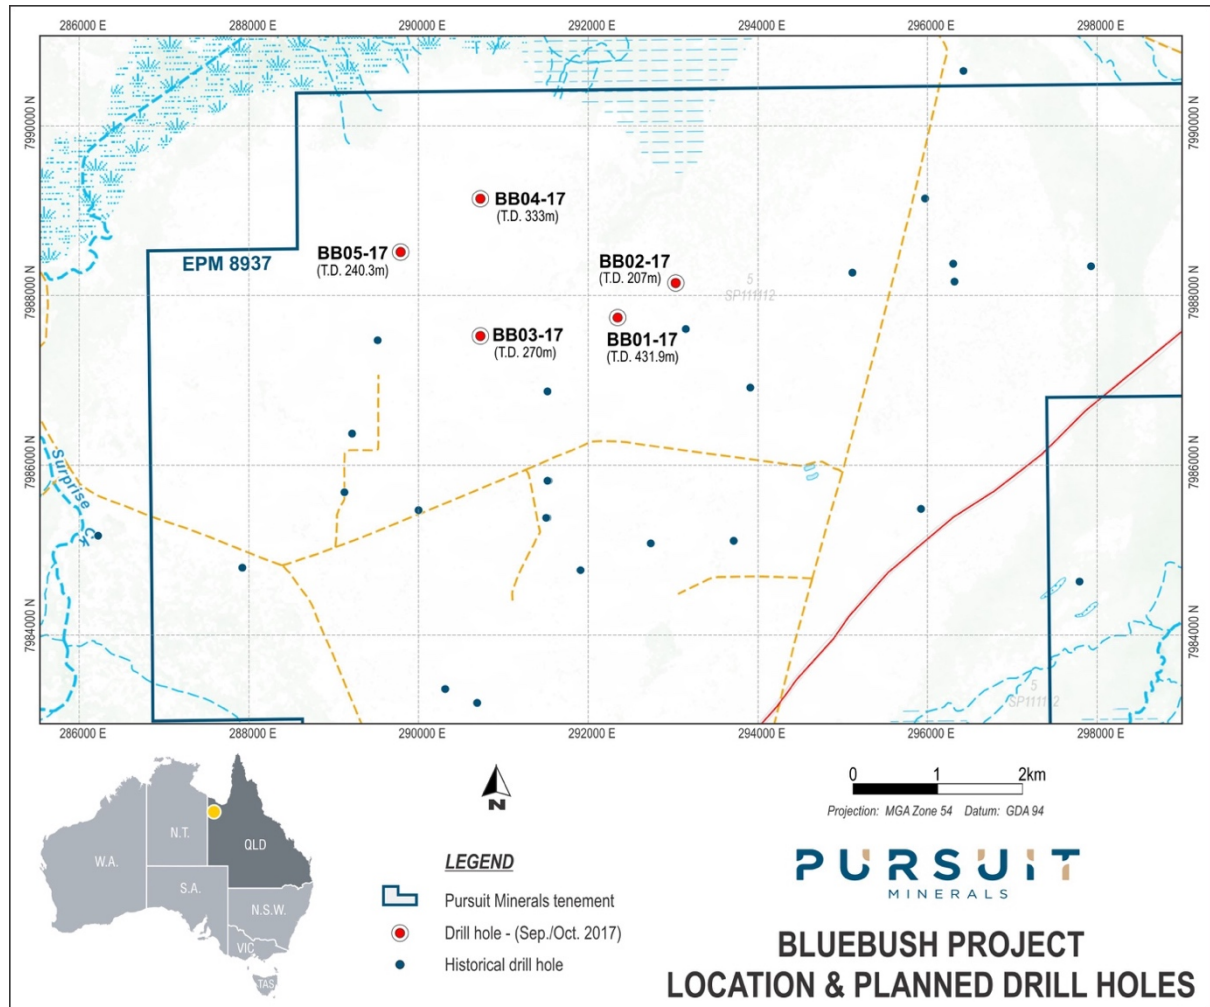 286000 E
288000 E
290000 E
292000 E
294000 E
296000 E
298000 E
7990000 N
7990000 N
BB04-17
(T.D. 333m)
BB05-17
(T.D. 240.3m)
EPM 8937
BB02-17
(T.D. 207m)
5
SP111112
7988000 N
7988000 N
BB03-17
(T.D. 270m)
BB01-17
(T.D. 431.9m)
7986000 N
7986000 N
Surprise Ck
7984000 N
7984000 N
5
SP111112
286000 E
288000 E
290000 E
292000 E
294000 E
296000 E
298000 E
W.A.
N.T.
QLD
S.A.
N.S.W.
VIC
TAS
N
LEGEND
Pursuit Minerals tenement
Drill hole - (Sep./Oct. 2017)
Historical drill hole
0 1 2km
Projection: MGA Zone 54 Datum: GDA 94
PURSUIT
MINERALS
BLUEBUSH PROJECT
LOCATION & PLANNED DRILL HOLES